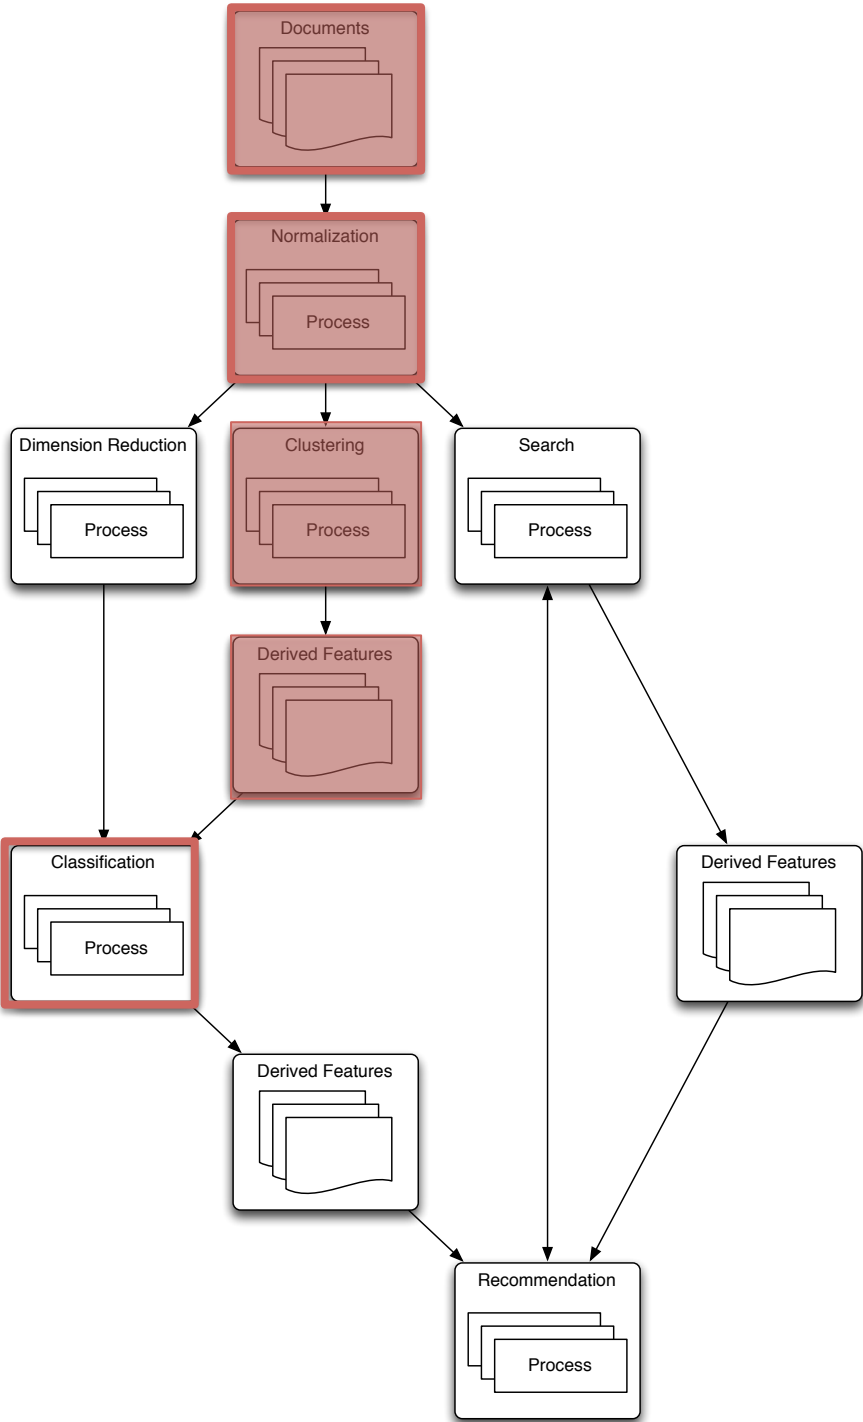 Documents
Normalization
Process
Dimension Reduction
Process
Clustering
Process
Search
Process
Derived Features
Classification
Process
Derived Features
Derived Features
Recommendation
Process